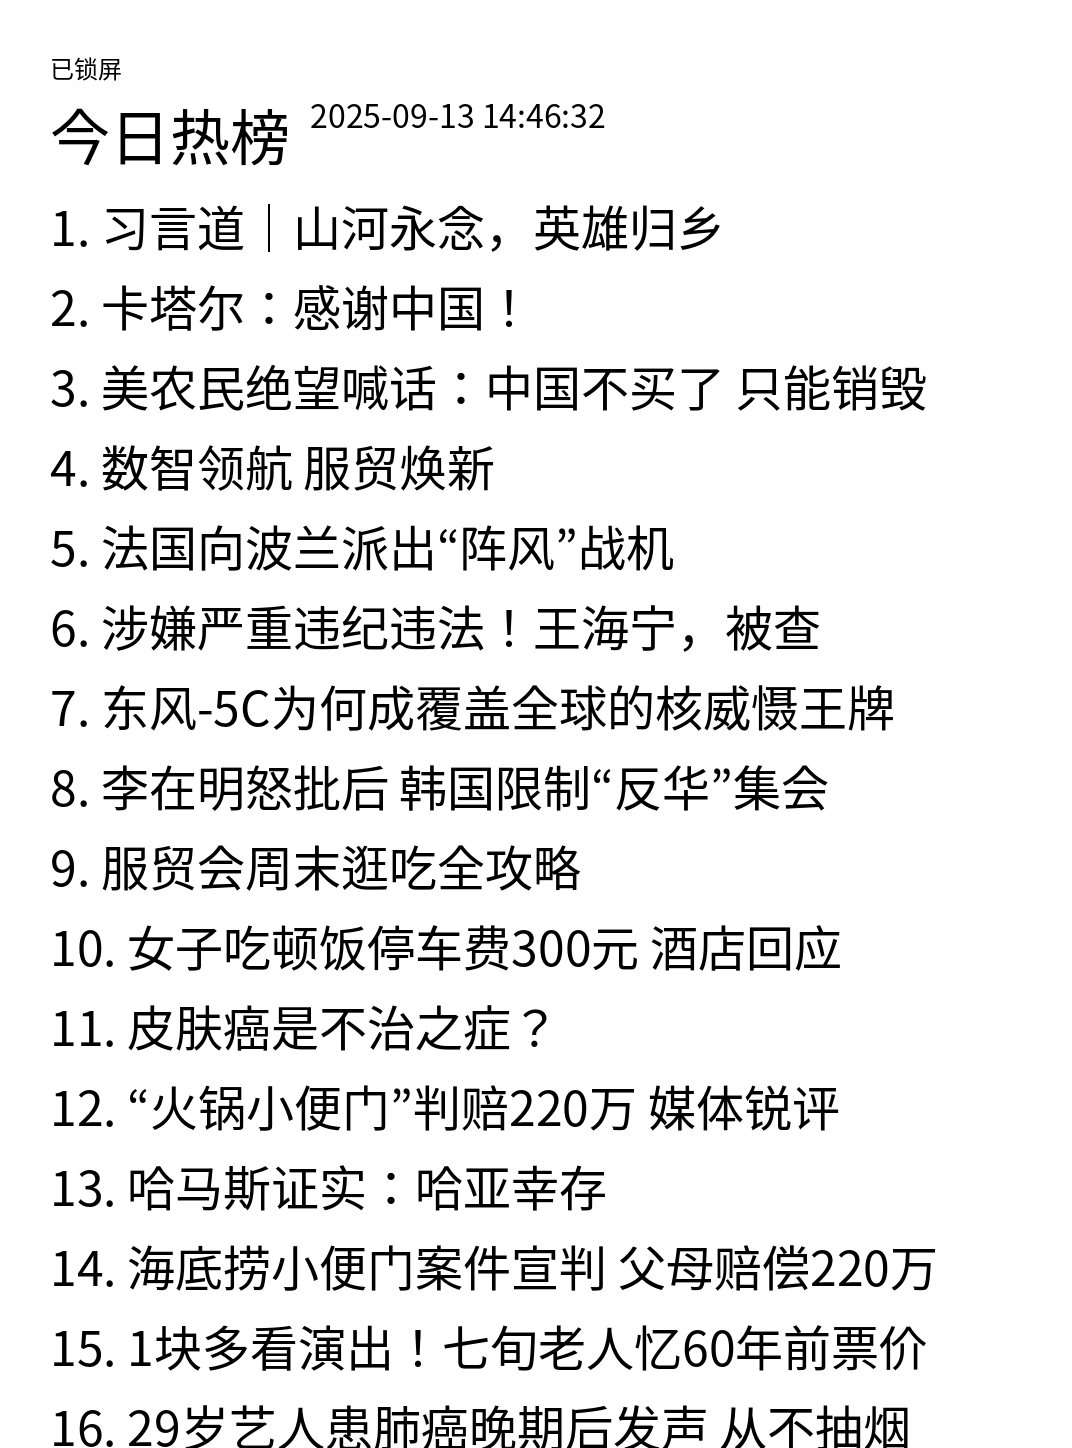 已锁屏
今日热榜 2025-09-13 14:46:32
1. 习言道｜山河永念，英雄归乡
2. 卡塔尔：感谢中国！
3. 美农民绝望喊话：中国不买了 只能销毁
4. 数智领航 服贸焕新
5. 法国向波兰派出“阵风”战机
6. 涉嫌严重违纪违法！王海宁，被查
7. 东风-5C为何成覆盖全球的核威慑王牌
8. 李在明怒批后 韩国限制“反华”集会
9. 服贸会周末逛吃全攻略
10. 女子吃顿饭停车费300元 酒店回应
11. 皮肤癌是不治之症？
12. “火锅小便门”判赔220万 媒体锐评
13. 哈马斯证实：哈亚幸存
14. 海底捞小便门案件宣判 父母赔偿220万
15. 1块多看演出！七旬老人忆60年前票价
16. 29岁艺人患肺癌晚期后发声 从不抽烟